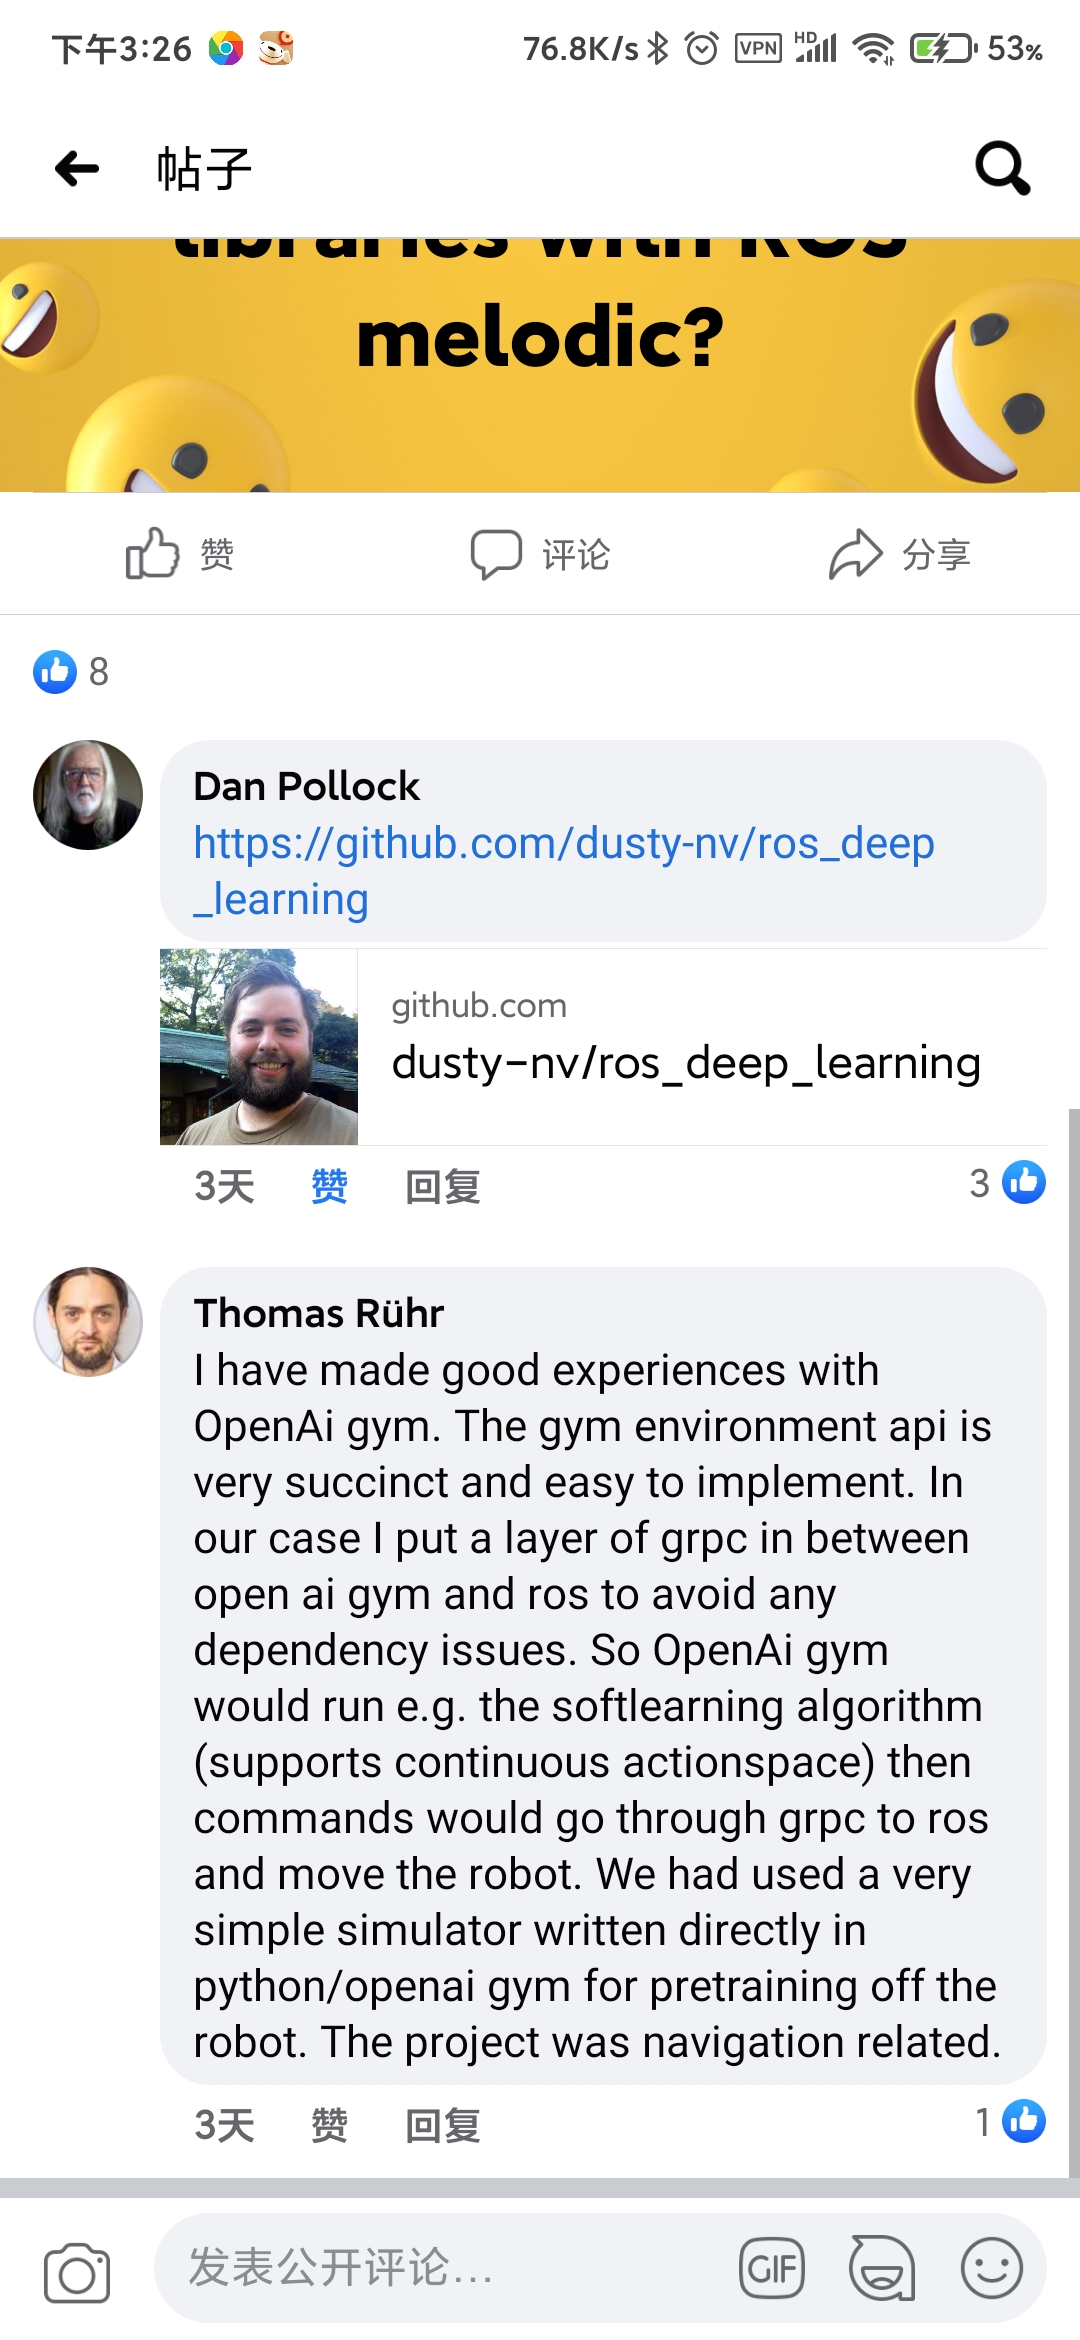 下午3:26
76.8K/s VPN HD 53%
帖子
libraries with ROS
melodic?
赞 评论 分享
8
Dan Pollock
https://github.com/dusty-nv/ros_deep
_learning
github.com
dusty-nv/ros_deep_learning
3天 赞 回复 3
Thomas Rühr
I have made good experiences with
OpenAi gym. The gym environment api is
very succinct and easy to implement. In
our case I put a layer of grpc in between
open ai gym and ros to avoid any
dependency issues. So OpenAi gym
would run e.g. the softlearning algorithm
(supports continuous actionspace) then
commands would go through grpc to ros
and move the robot. We had used a very
simple simulator written directly in
python/openai gym for pretraining off the
robot. The project was navigation related.
3天 赞 回复 1
发表公开评论... GIF